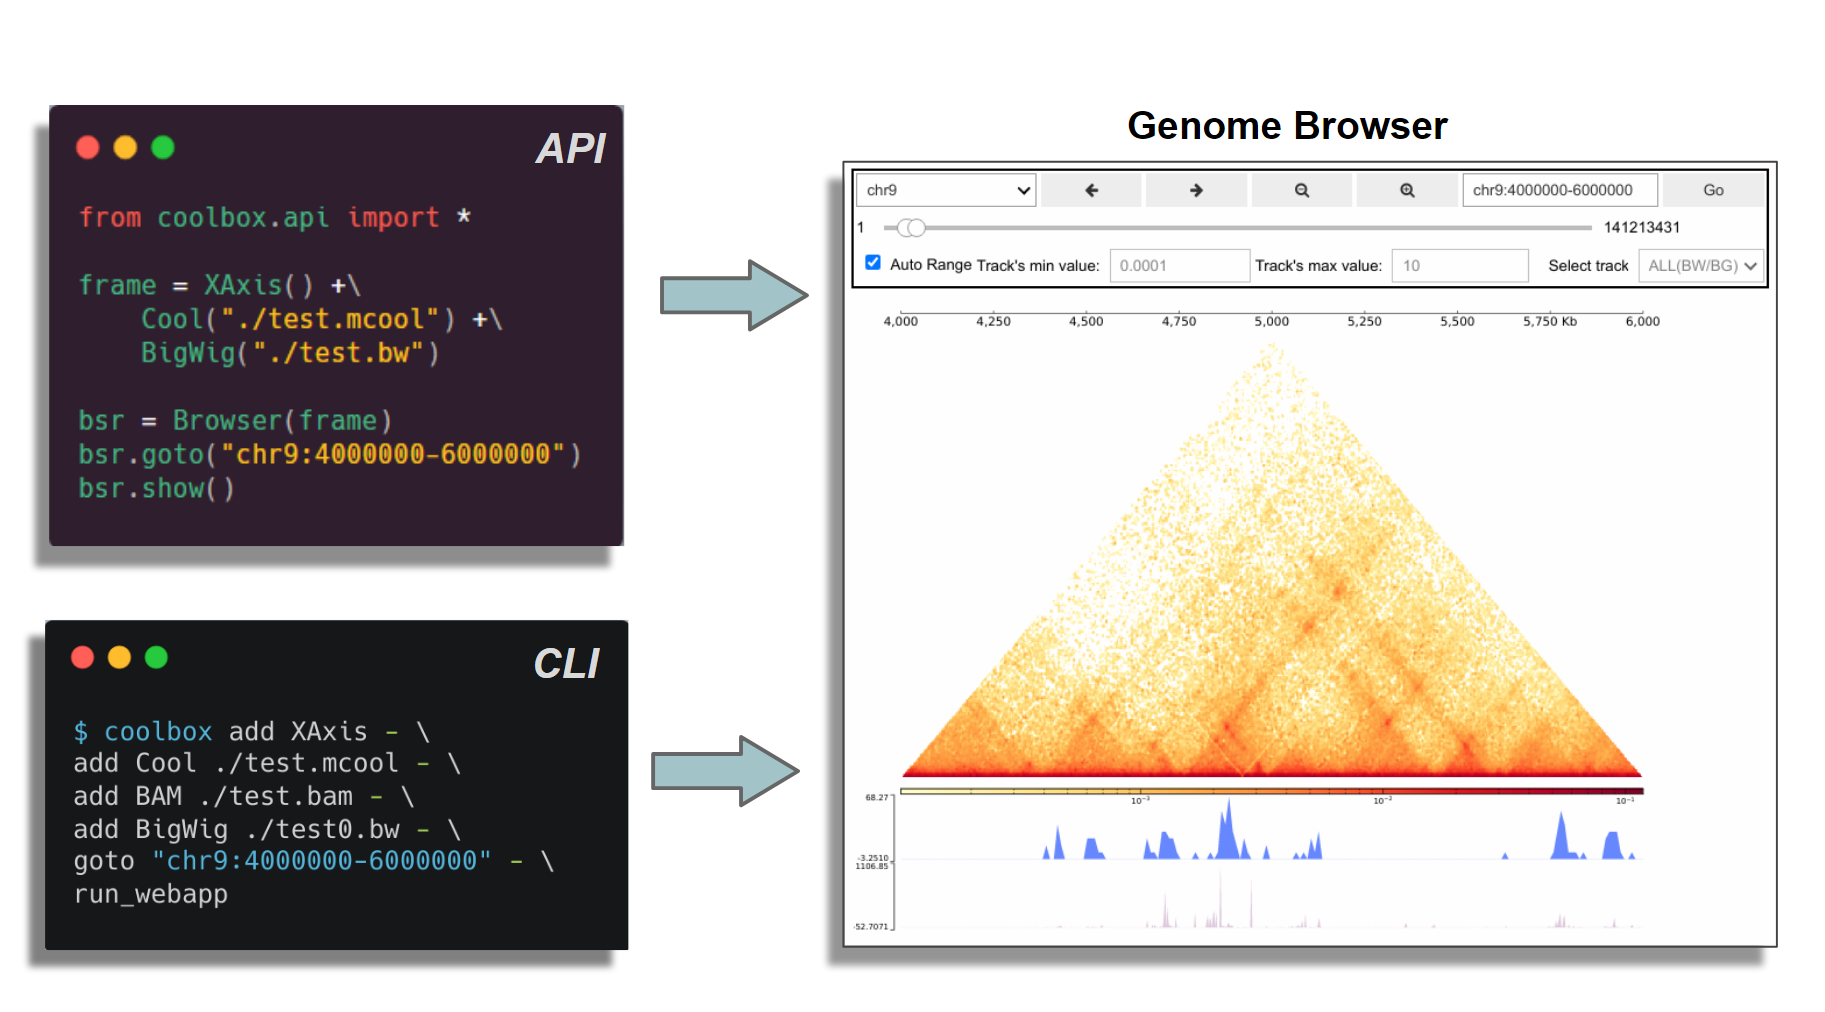 API
from coolbox.api import *
frame = XAxis() +\
Cool("./test.mcool") +\
BigWig("./test.bw")
bsr = Browser(frame)
bsr.goto("chr9:4000000-6000000")
bsr.show()
CLI
$ coolbox add XAxis - \
add Cool ./test.mcool - \
add BAM ./test.bam - \
add BigWig ./test0.bw - \
goto "chr9:4000000-6000000" - \
run_webapp
Genome Browser
chr9 chr9:4000000-6000000 Go
1 141213431
Auto Range Track's min value: 0.0001 Track's max value: 10 Select track ALL(BW/BG)
4,000 4,250 4,500 4,750 5,000 5,250 5,500 5,750 Kb 6,000
10⁻³ 10⁻² 10⁻¹
68.27
-3.2510
1106.85
-52.7071